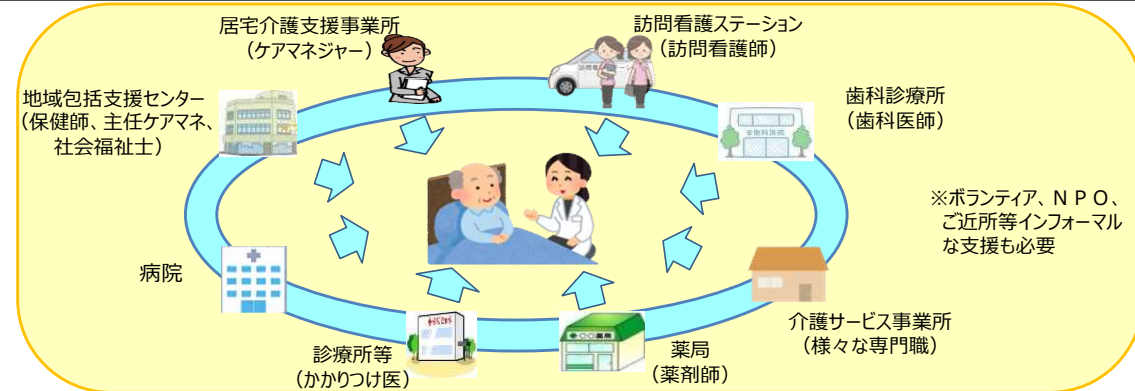 居宅介護支援事業所
（ケアマネジャー）
訪問看護ステーション
（訪問看護師）
地域包括支援センター
（保健師、主任ケアマネ、
社会福祉士）
歯科診療所
（歯科医師）
※ボランティア、ＮＰＯ、
ご近所等インフォーマル
な支援も必要
病院
介護サービス事業所
（様々な専門職）
診療所等
（かかりつけ医）
薬局
（薬剤師）